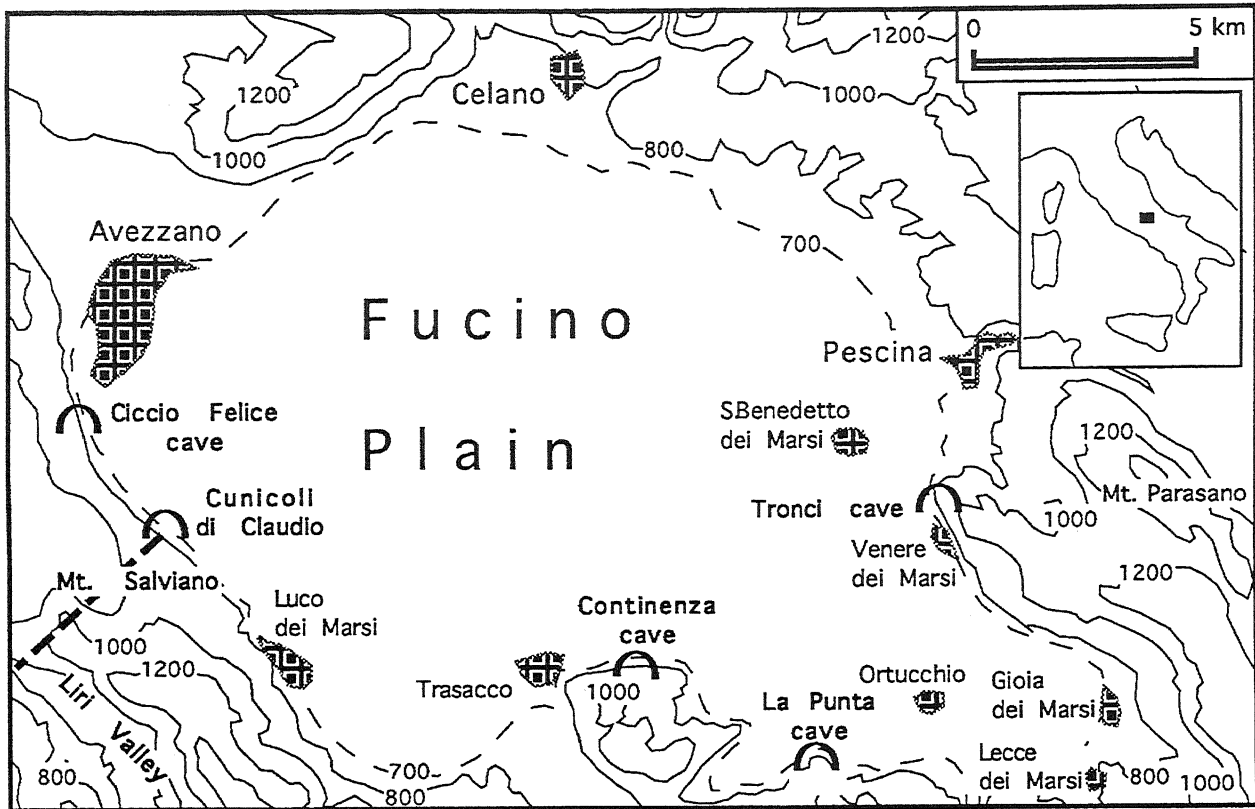 0 5 km
1200
1200
Celano
1000
1000
800
Avezzano
700
Fucino
Pescina
Ciccio Felice
cave
S.Benedetto
dei Marsi
1200
Plain
Cunicoli
di Claudio
Tronci cave
Mt. Parasano
1000
Venere
dei Marsi
1200
Mt. Salviano
Luco
dei Marsi
Continenza
cave
1000
1200
Liri
Valley
Trasacco
1000
Ortucchio
Gioia
dei Marsi
La Punta
cave
Lecce
dei Marsi
800
700
800
800
1000